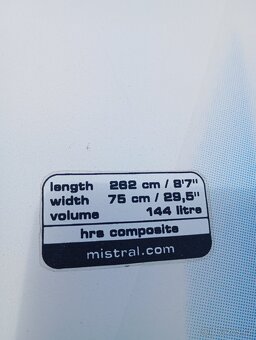 length 262 cm / 8'7"
width 75 cm / 29,5"
volume 144 litre
hrs composite
mistral.com